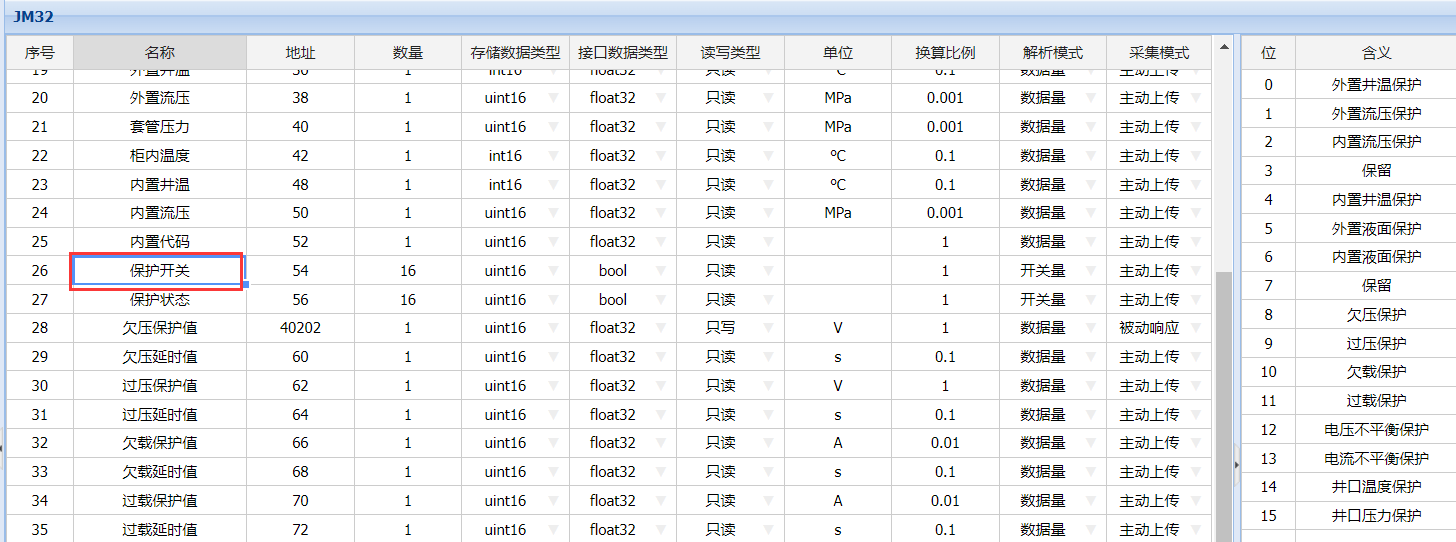 JM32
序号 名称 地址 数量 存储数据类型 接口数据类型 读写类型 单位 换算比例 解析模式 采集模式 位 含义
19 外置井温 36 1 int16 float32 只读 ℃ 0.1 数据量 主动上传
0 外置井温保护
20 外置流压 38 1 uint16 float32 只读 MPa 0.001 数据量 主动上传
1 外置流压保护
21 套管压力 40 1 uint16 float32 只读 MPa 0.001 数据量 主动上传
2 内置流压保护
22 柜内温度 42 1 int16 float32 只读 ℃ 0.1 数据量 主动上传
3 保留
23 内置井温 48 1 int16 float32 只读 ℃ 0.1 数据量 主动上传
4 内置井温保护
24 内置流压 50 1 uint16 float32 只读 MPa 0.001 数据量 主动上传
5 外置液面保护
25 内置代码 52 1 uint16 float32 只读 1 数据量 主动上传
6 内置液面保护
26 保护开关 54 16 uint16 bool 只读 1 开关量 主动上传
7 保留
27 保护状态 56 16 uint16 bool 只读 1 开关量 主动上传
8 欠压保护
28 欠压保护值 40202 1 uint16 float32 只写 V 1 数据量 被动响应
9 过压保护
29 欠压延时值 60 1 uint16 float32 只读 s 0.1 数据量 主动上传
10 欠载保护
30 过压保护值 62 1 uint16 float32 只读 V 1 数据量 主动上传
11 过载保护
31 过压延时值 64 1 uint16 float32 只读 s 0.1 数据量 主动上传
12 电压不平衡保护
32 欠载保护值 66 1 uint16 float32 只读 A 0.01 数据量 主动上传
13 电流不平衡保护
33 欠载延时值 68 1 uint16 float32 只读 s 0.1 数据量 主动上传
14 井口温度保护
34 过载保护值 70 1 uint16 float32 只读 A 0.01 数据量 主动上传
15 井口压力保护
35 过载延时值 72 1 uint16 float32 只读 s 0.1 数据量 主动上传